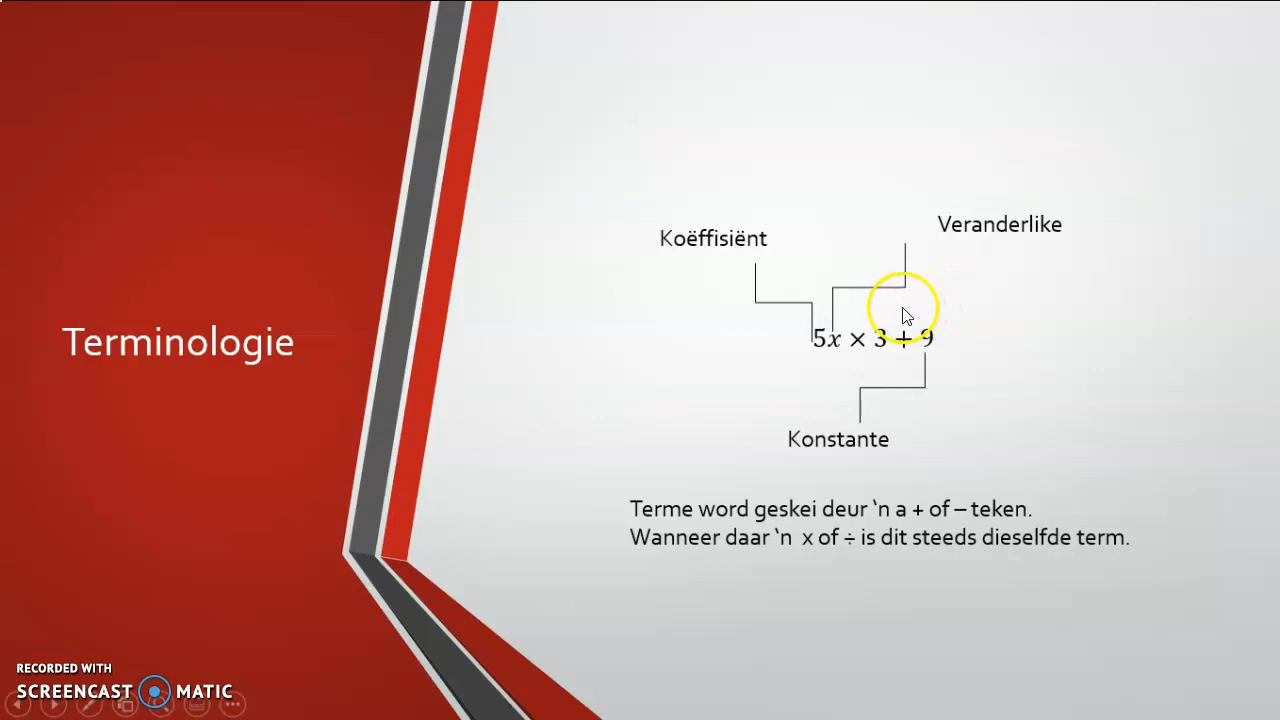 Terminologie
Koëffisiënt
Veranderlike
5x × 3 + 9
Konstante
Terme word geskei deur ‘n a + of – teken.
Wanneer daar ‘n x of ÷ is dit steeds dieselfde term.
RECORDED WITH
SCREENCAST MATIC